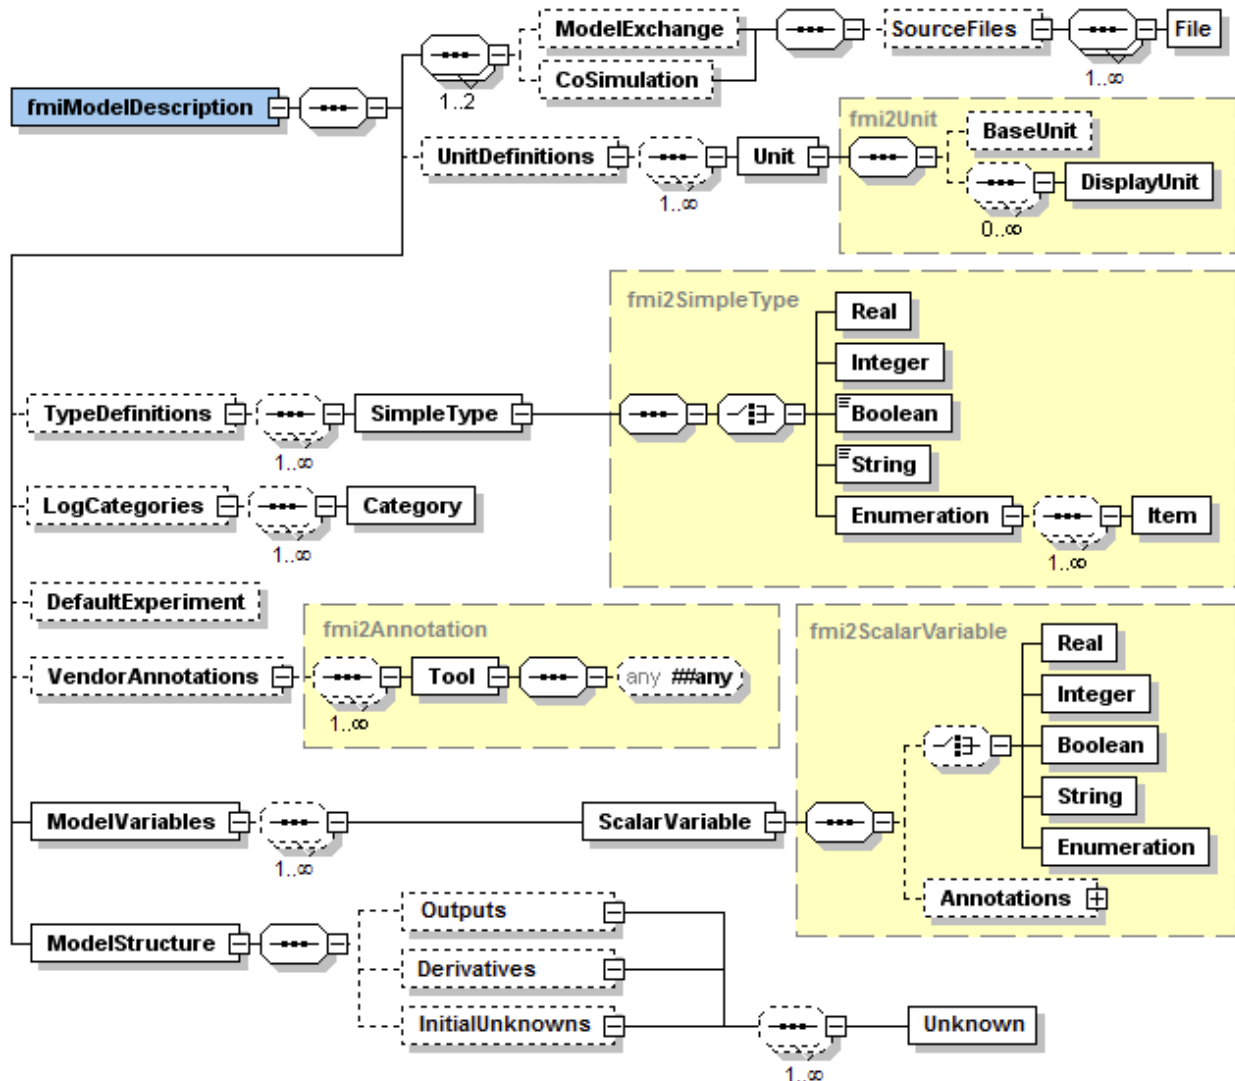 ModelExchange
SourceFiles
File
CoSimulation
1..2
1..∞
fmiModelDescription
fmi2Unit
BaseUnit
UnitDefinitions
Unit
DisplayUnit
1..∞
0..∞
fmi2SimpleType
Real
Integer
TypeDefinitions
SimpleType
Boolean
1..∞
String
LogCategories
Category
Enumeration
Item
1..∞
1..∞
DefaultExperiment
fmi2Annotation
fmi2ScalarVariable
Real
VendorAnnotations
Tool
any ##any
Integer
1..∞
Boolean
String
ModelVariables
ScalarVariable
Enumeration
1..∞
Annotations
Outputs
ModelStructure
Derivatives
InitialUnknowns
Unknown
1..∞